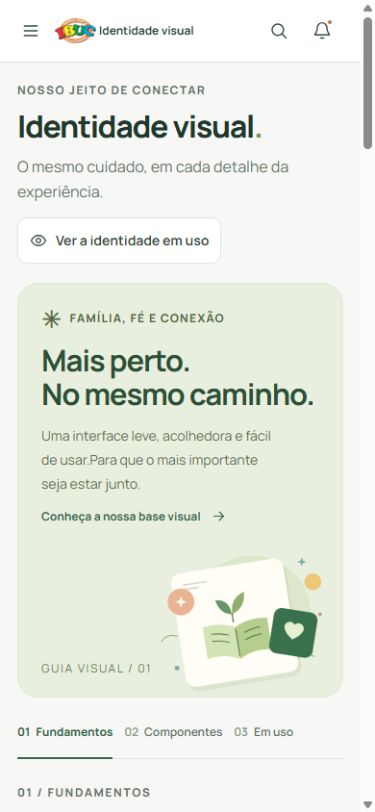 IBUC Identidade visual
NOSSO JEITO DE CONECTAR
Identidade visual.
O mesmo cuidado, em cada detalhe da
experiência.
Ver a identidade em uso
FAMÍLIA, FÉ E CONEXÃO
Mais perto.
No mesmo caminho.
Uma interface leve, acolhedora e fácil
de usar.Para que o mais importante
seja estar junto.
Conheça a nossa base visual →
GUIA VISUAL / 01
01 Fundamentos 02 Componentes 03 Em uso
01 / FUNDAMENTOS